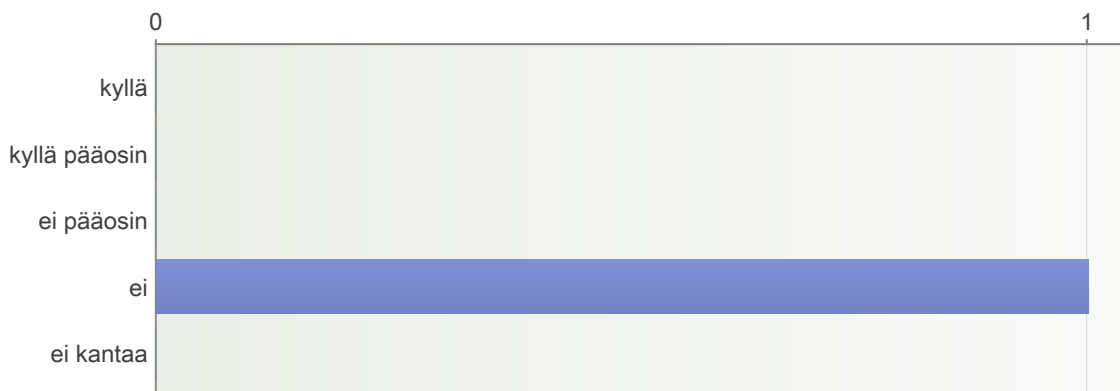 0 1
kyllä
kyllä pääosin
ei pääosin
ei
ei kantaa